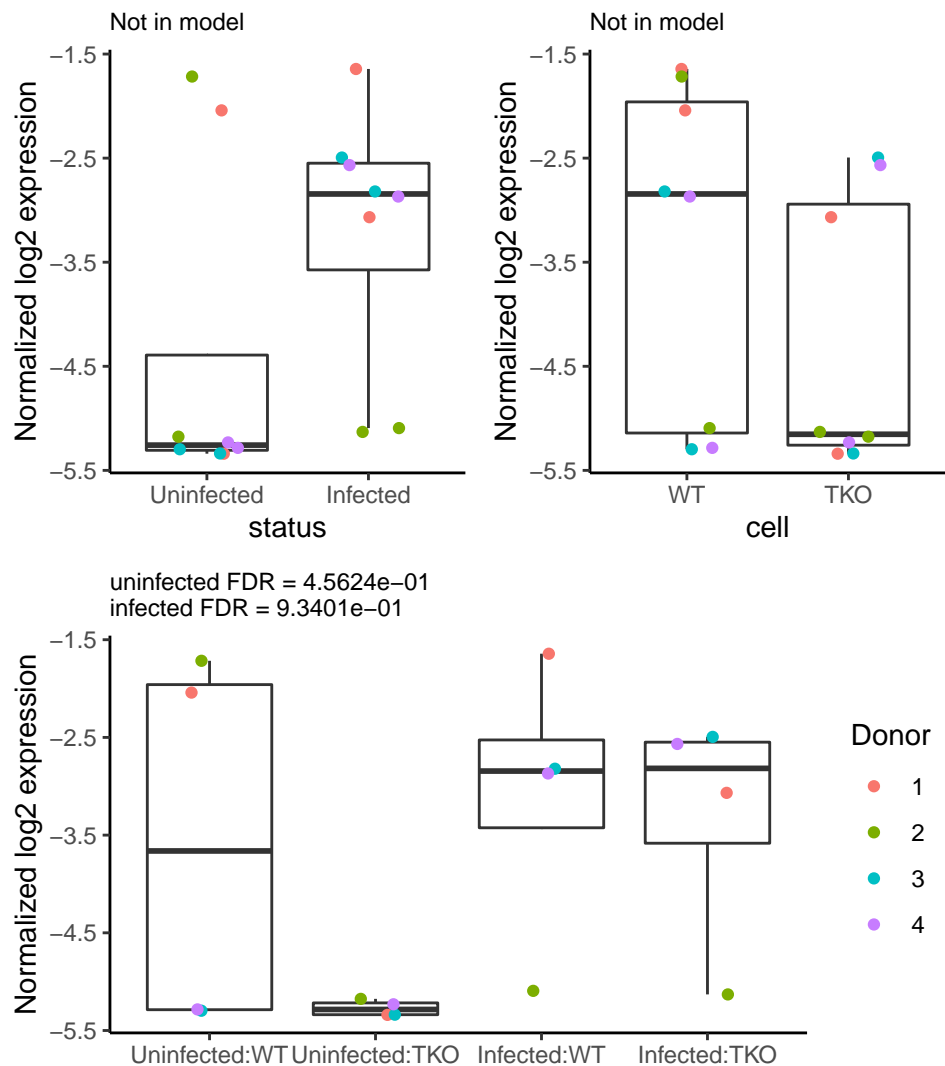 Not in model
Normalized log2 expression
−1.5
−2.5
−3.5
−4.5
−5.5
Uninfected Infected
status
Not in model
Normalized log2 expression
−1.5
−2.5
−3.5
−4.5
−5.5
WT TKO
cell
uninfected FDR = 4.5624e−01
infected FDR = 9.3401e−01
Normalized log2 expression
−1.5
−2.5
−3.5
−4.5
−5.5
Uninfected:WT Uninfected:TKO Infected:WT Infected:TKO
Donor
1
2
3
4